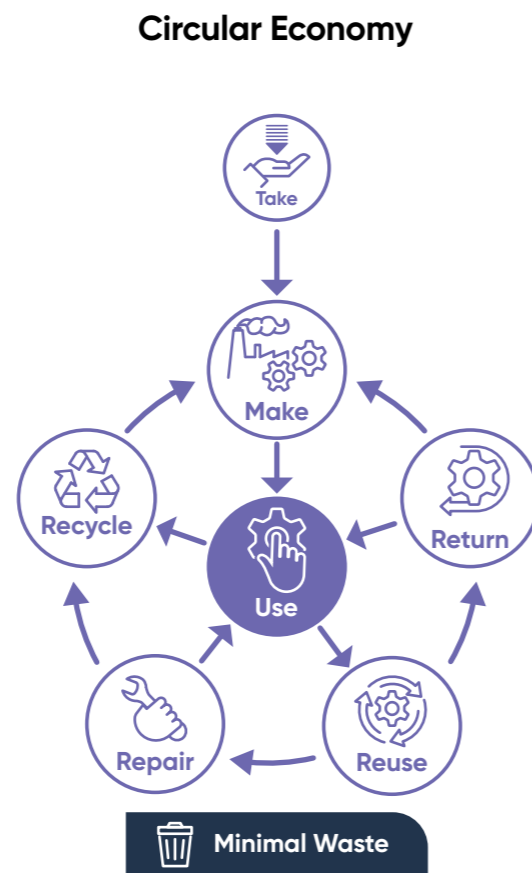 Circular Economy
Take
Make
Recycle
Return
Use
Repair
Reuse
Minimal Waste